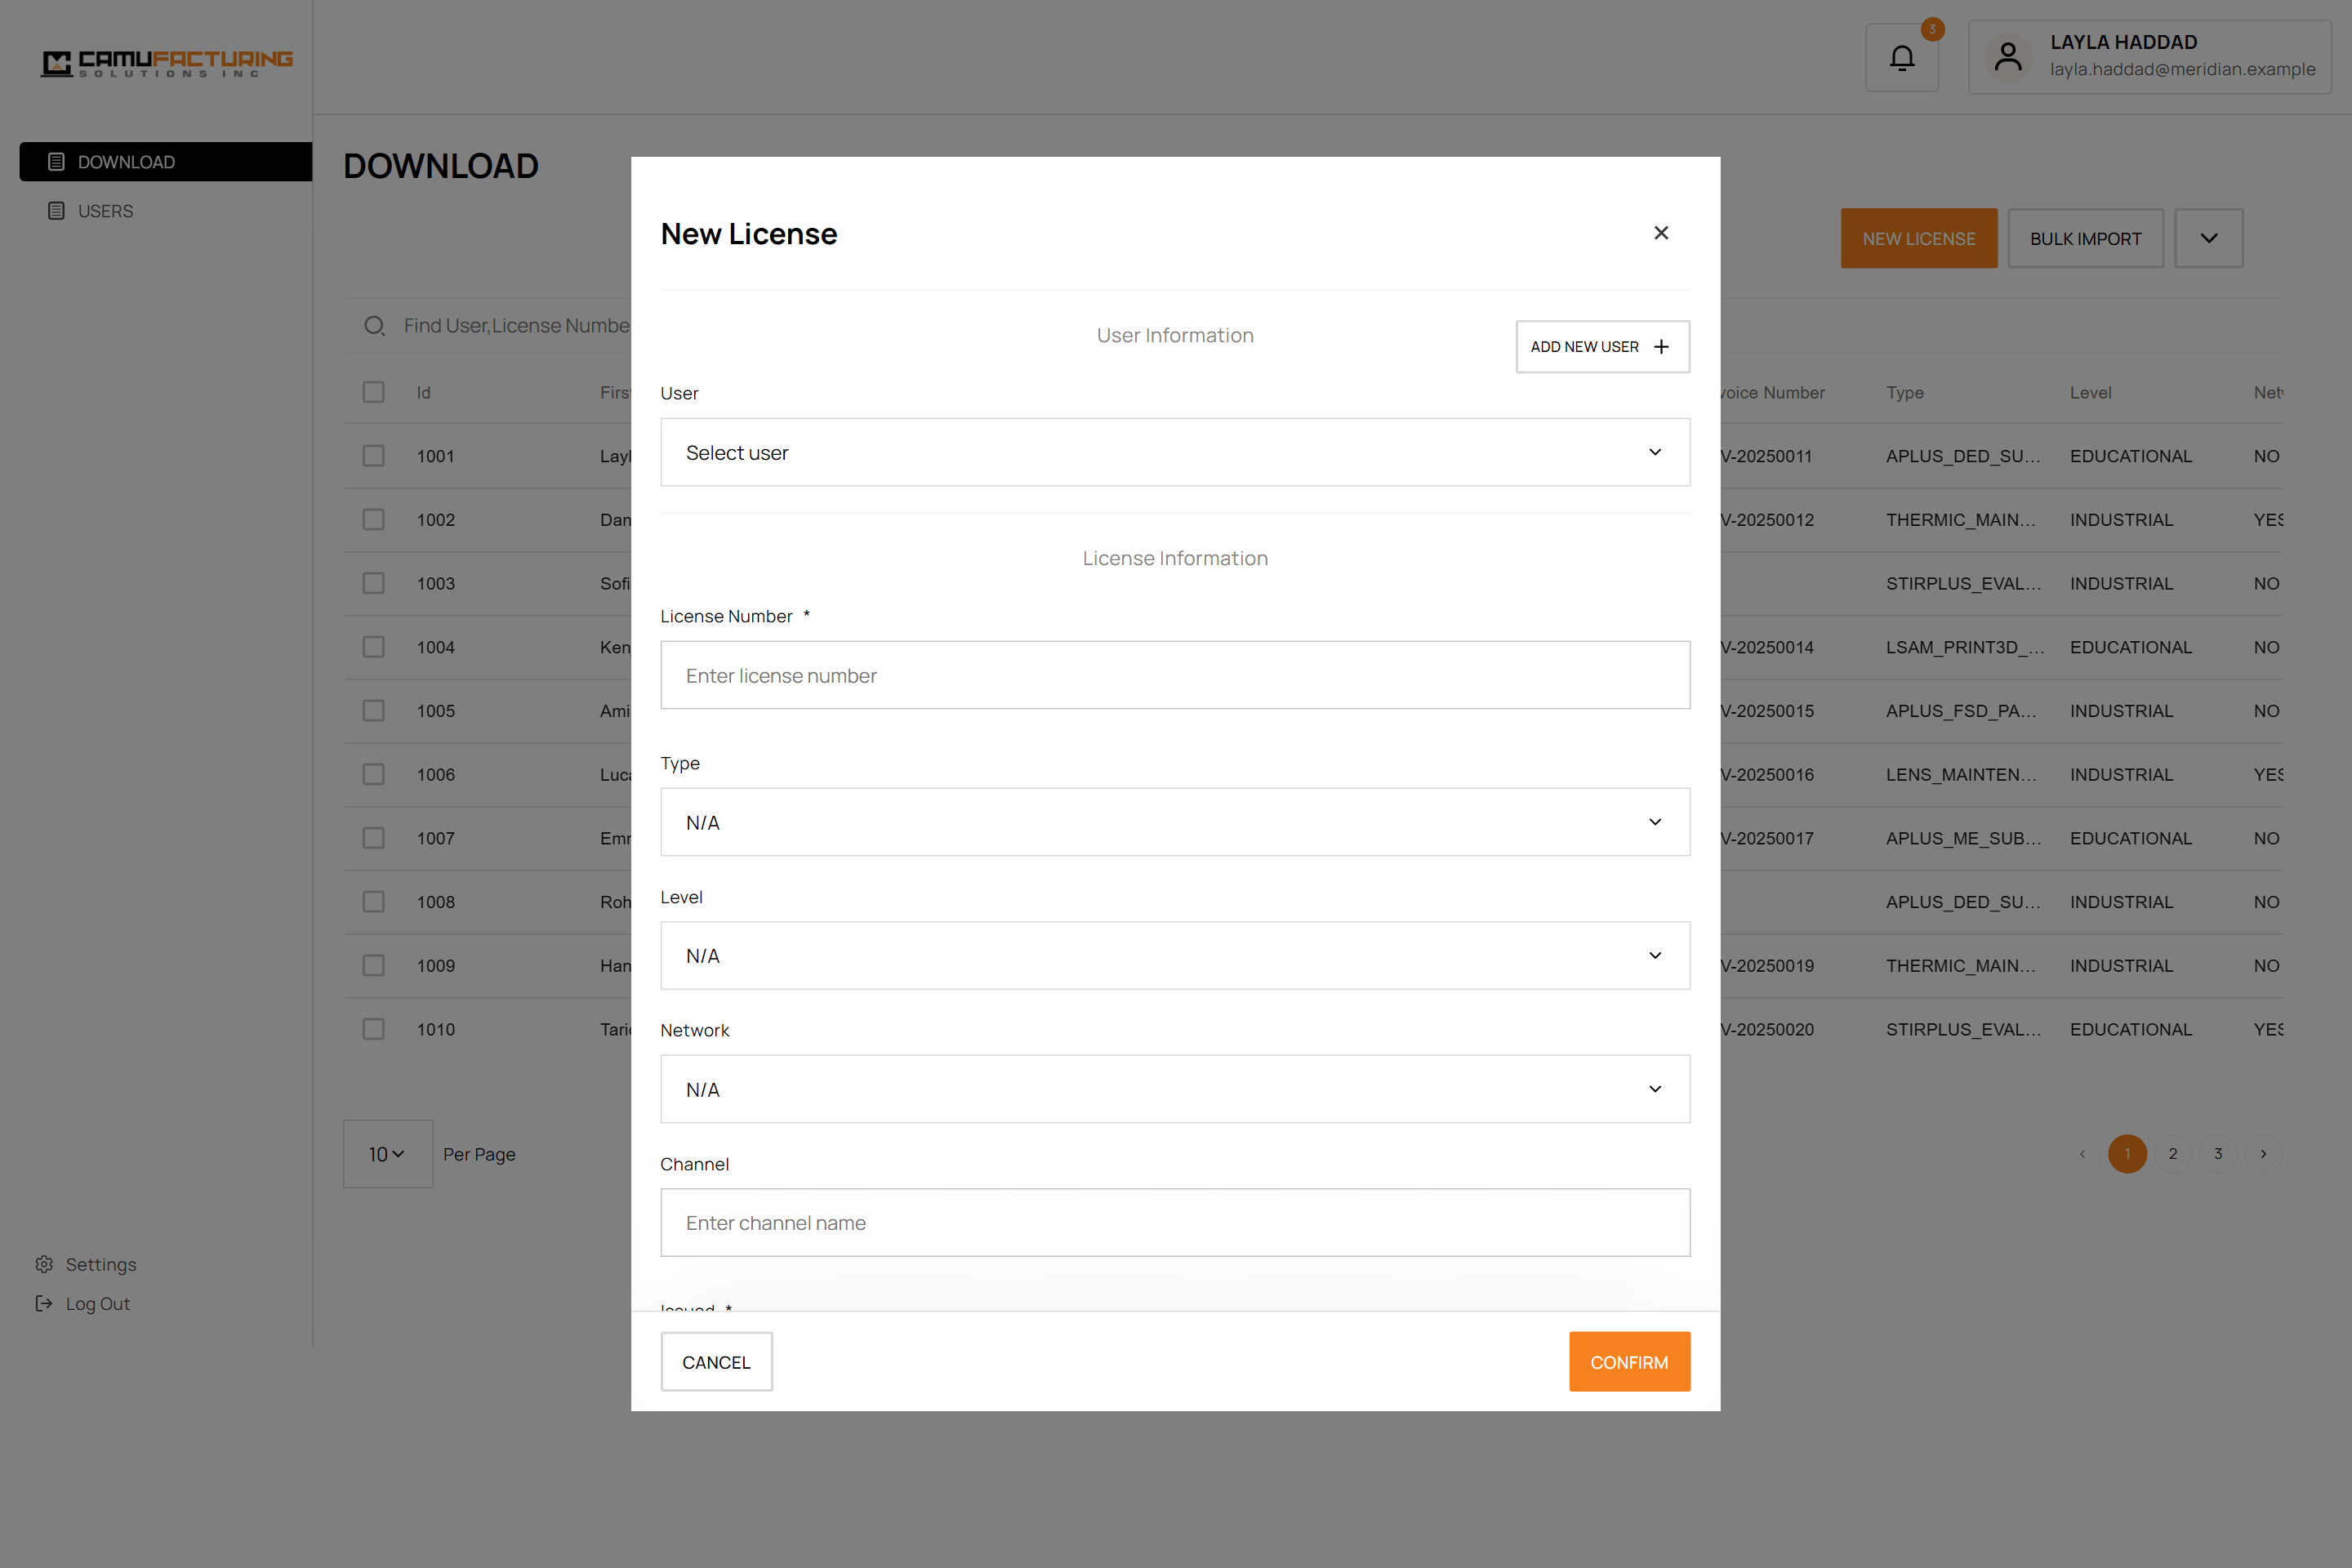 CAMUFACTURING
SOLUTIONS INC
3
LAYLA HADDAD
layla.haddad@meridian.example
DOWNLOAD
USERS
Settings
Log Out
DOWNLOAD
NEW LICENSE
BULK IMPORT
Find User,License Numbe
Id Type Level
voice Number
1001 V-20250011 APLUS_DED_SU... EDUCATIONAL NO
1002 V-20250012 THERMIC_MAIN... INDUSTRIAL YES
1003 STIRPLUS_EVAL... INDUSTRIAL NO
1004 V-20250014 LSAM_PRINT3D_... EDUCATIONAL NO
1005 V-20250015 APLUS_FSD_PA... INDUSTRIAL NO
1006 V-20250016 LENS_MAINTEN... INDUSTRIAL YES
1007 V-20250017 APLUS_ME_SUB... EDUCATIONAL NO
1008 APLUS_DED_SU... INDUSTRIAL NO
1009 V-20250019 THERMIC_MAIN... INDUSTRIAL NO
1010 V-20250020 STIRPLUS_EVAL... EDUCATIONAL YES
10 Per Page
1 2 3
New License
User Information
ADD NEW USER
User
Select user
License Information
License Number *
Enter license number
Type
N/A
Level
N/A
Network
N/A
Channel
Enter channel name
Issued *
CANCEL
CONFIRM